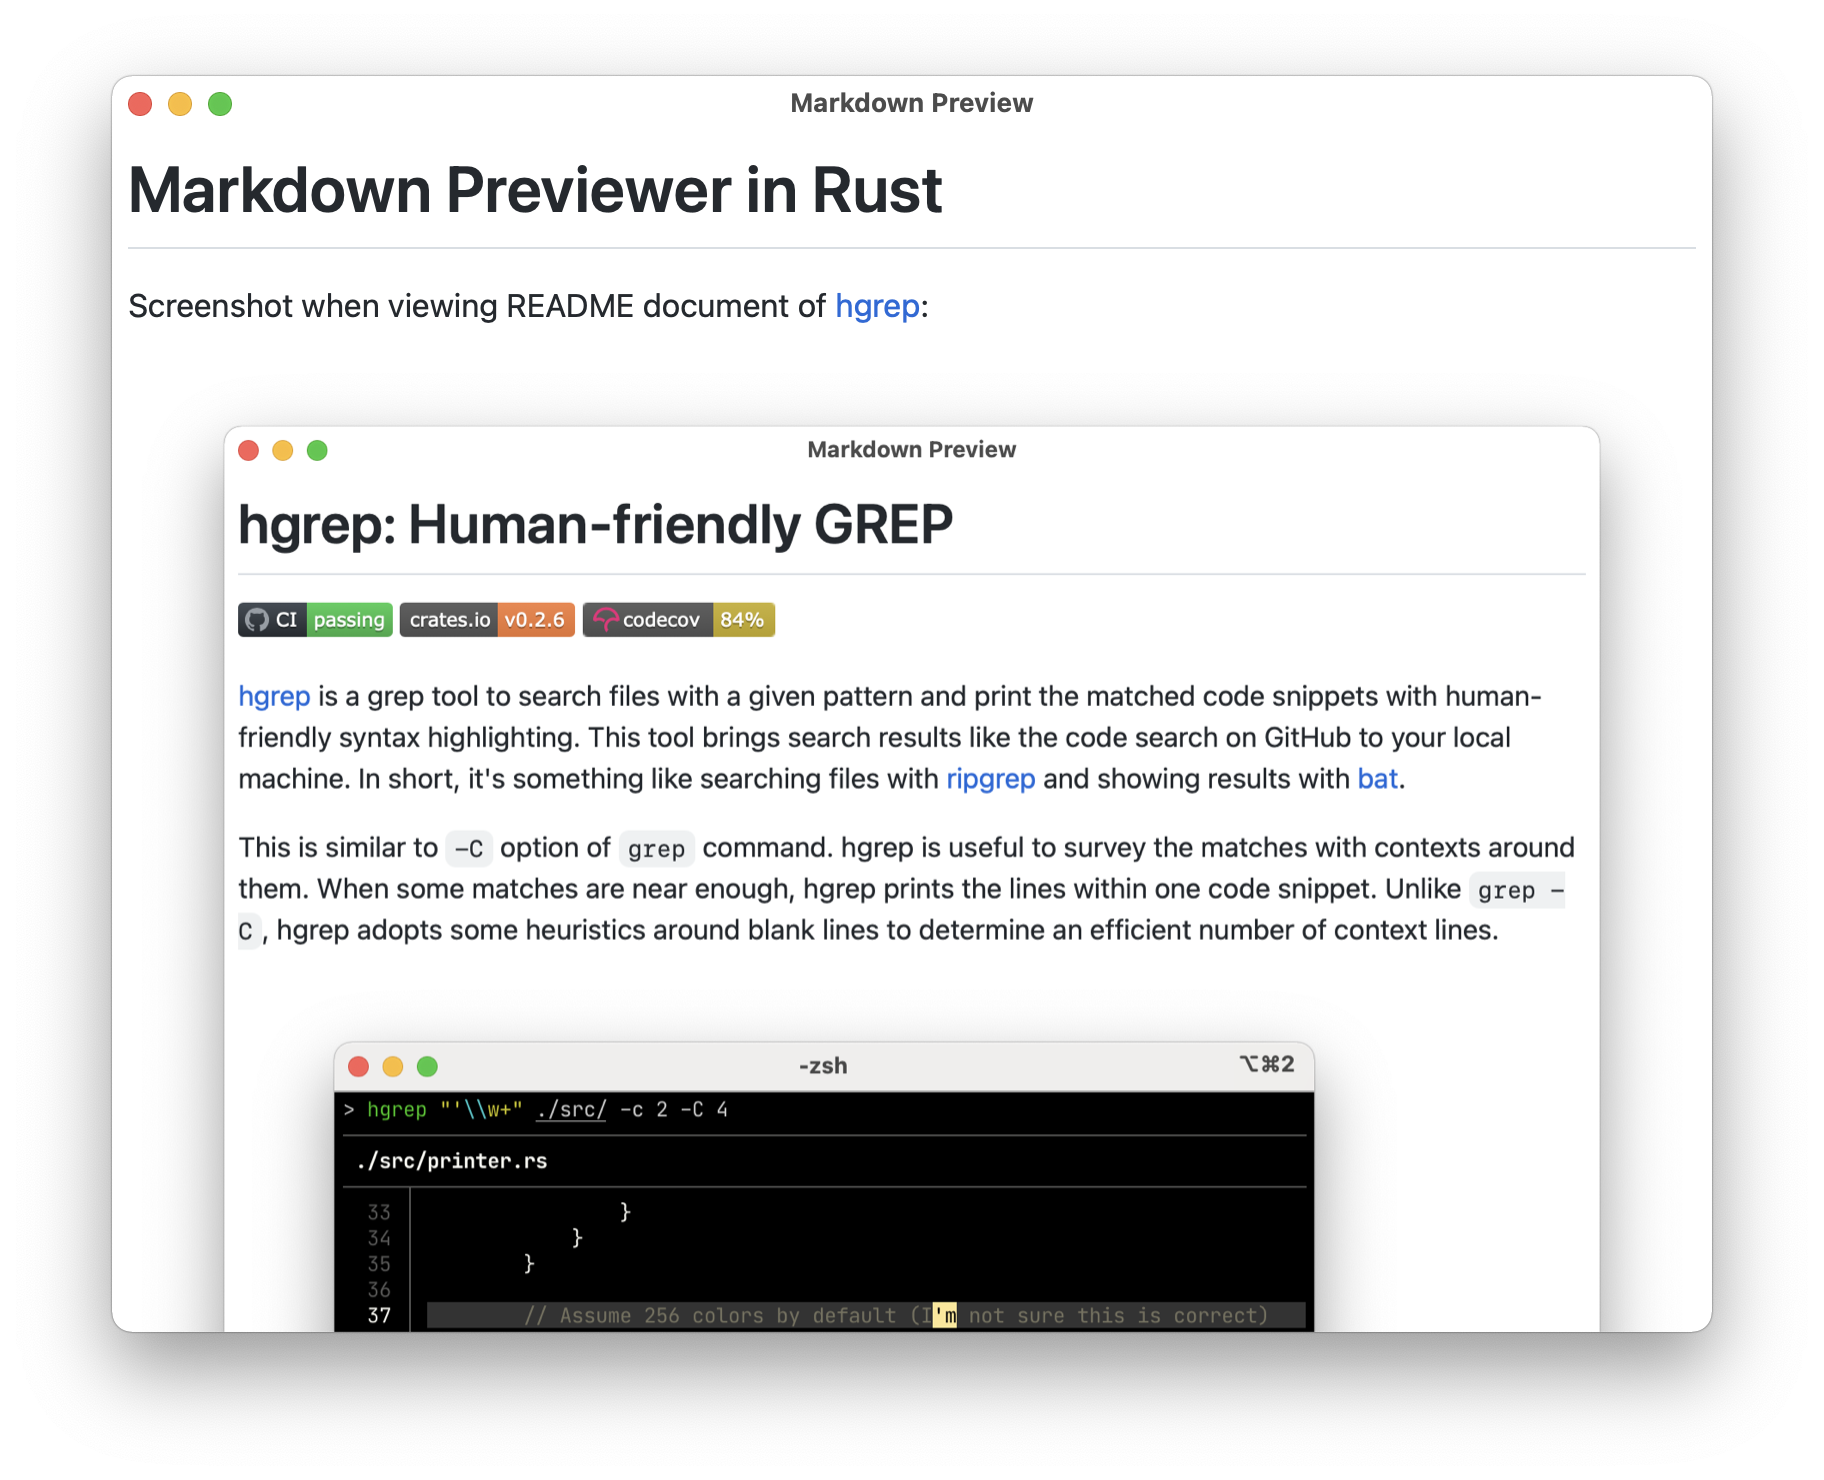 Markdown Preview
Markdown Previewer in Rust
Screenshot when viewing README document of hgrep:
Markdown Preview
hgrep: Human-friendly GREP
CI passing crates.io v0.2.6 codecov 84%
hgrep is a grep tool to search files with a given pattern and print the matched code snippets with human-
friendly syntax highlighting. This tool brings search results like the code search on GitHub to your local
machine. In short, it's something like searching files with ripgrep and showing results with bat.
This is similar to -C option of grep command. hgrep is useful to survey the matches with contexts around
them. When some matches are near enough, hgrep prints the lines within one code snippet. Unlike grep -
C, hgrep adopts some heuristics around blank lines to determine an efficient number of context lines.
-zsh ⌥⌘2
> hgrep "'\\w+" ./src/ -c 2 -C 4
./src/printer.rs
33 }
34 }
35 }
36
37 // Assume 256 colors by default (I'm not sure this is correct)